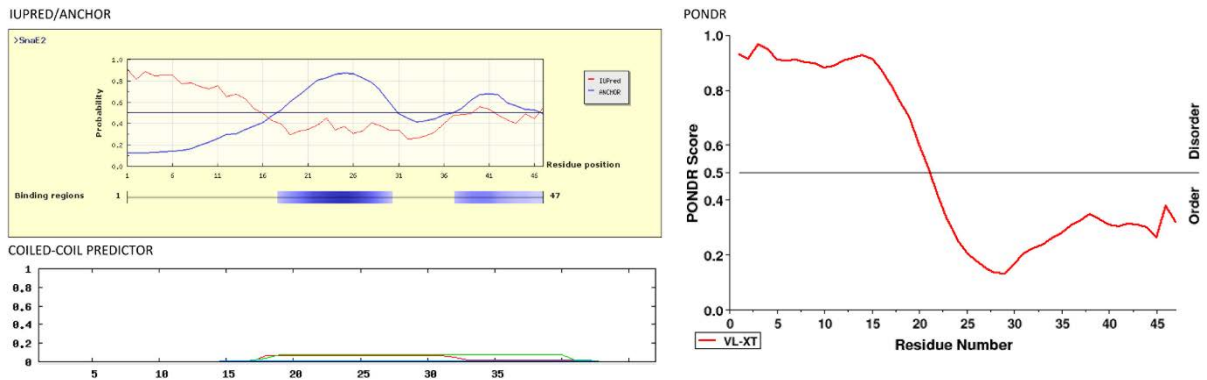 IUPRED/ANCHOR
>SnaE2
1.0
0.8
0.6
0.4
0.2
0.0
Probability
1 6 11 16 21 26 31 36 41 46
Residue position
IUPred
ANCHOR
Binding regions 1 47
COILED-COIL PREDICTOR
1
0.8
0.6
0.4
0.2
0
5 10 15 20 25 30 35
PONDR
1.0
0.9
0.8
0.7
0.6
0.5
0.4
0.2
0.0
PONDR Score
Disorder
Order
0 5 10 15 20 25 30 35 40 45
VL-XT
Residue Number